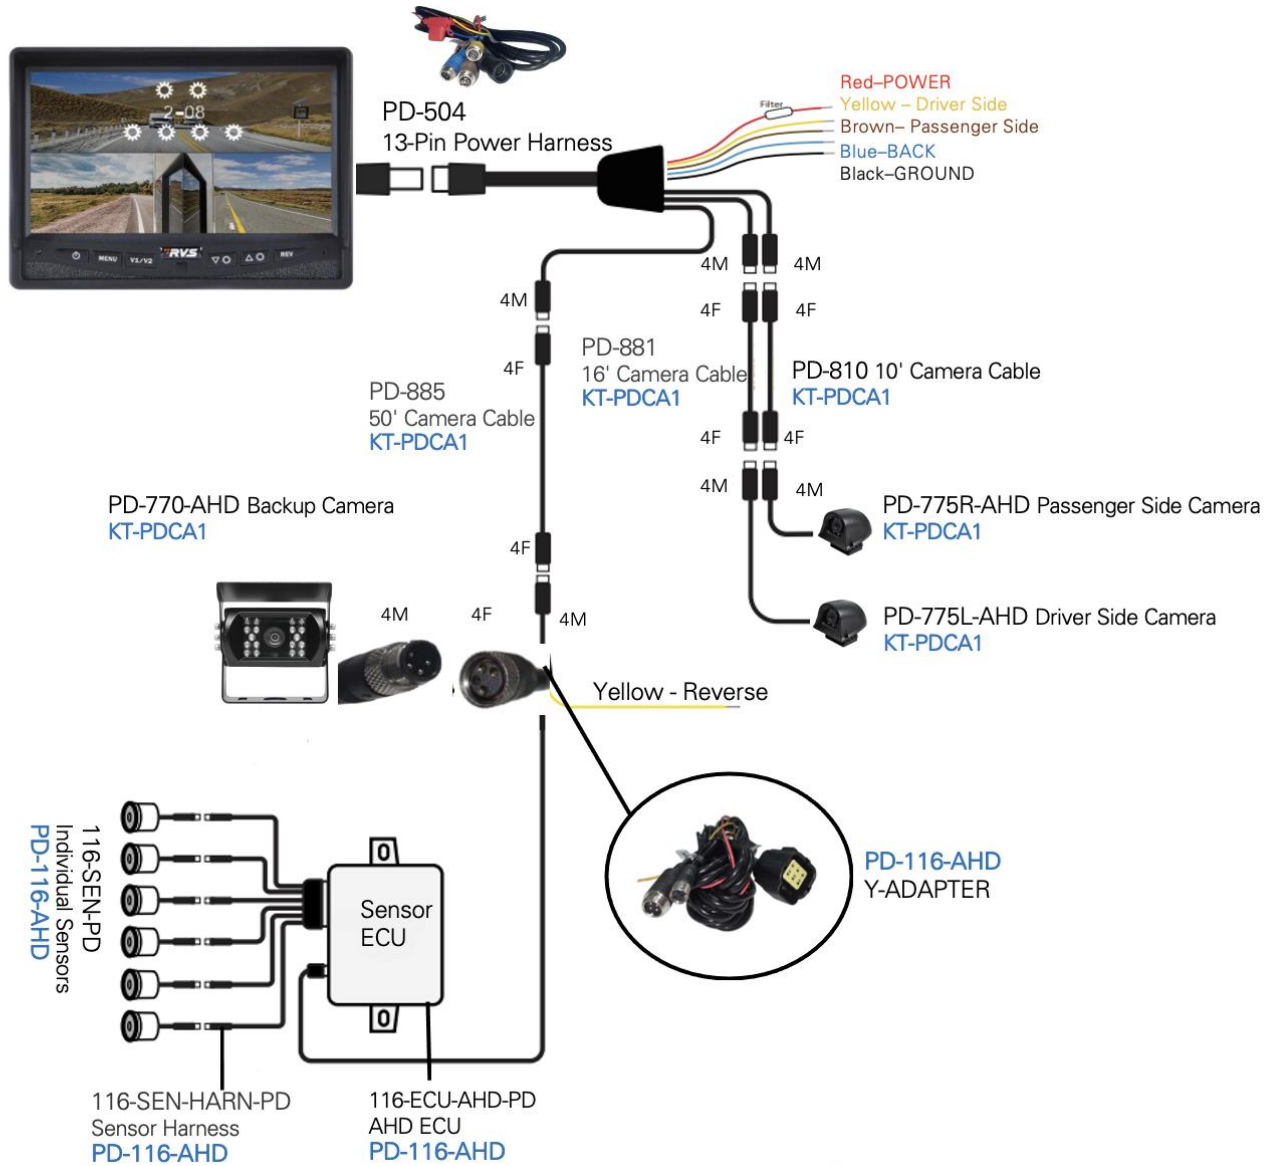 PD-504
13-Pin Power Harness
Filter
Red–POWER
Yellow – Driver Side
Brown– Passenger Side
Blue–BACK
Black–GROUND
2-08
MENU
V1/V2
RVS
REV
4M
4M
4M
4F
4F
4F
PD-881
16' Camera Cable
KT-PDCA1
PD-810 10' Camera Cable
KT-PDCA1
PD-885
50' Camera Cable
KT-PDCA1
4F
4F
4M
4M
PD-770-AHD Backup Camera
KT-PDCA1
PD-775R-AHD Passenger Side Camera
KT-PDCA1
4F
4M
4F
4M
PD-775L-AHD Driver Side Camera
KT-PDCA1
Yellow - Reverse
116-SEN-PD
Individual Sensors
PD-116-AHD
Sensor
ECU
PD-116-AHD
Y-ADAPTER
116-SEN-HARN-PD
Sensor Harness
PD-116-AHD
116-ECU-AHD-PD
AHD ECU
PD-116-AHD